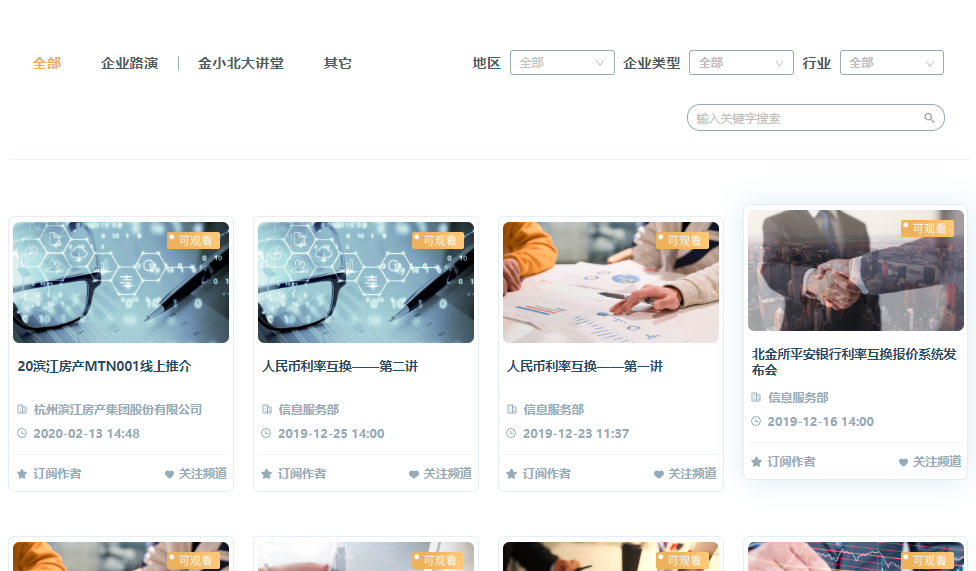 全部 企业路演 金小北大讲堂 其它 地区 全部 企业类型 全部 行业 全部
输入关键字搜索
可观看 可观看 可观看 可观看
20滨江房产MTN001线上推介
杭州滨江房产集团股份有限公司
2020-02-13 14:48
订阅作者 关注频道
人民币利率互换——第二讲
信息服务部
2019-12-25 14:00
订阅作者 关注频道
人民币利率互换——第一讲
信息服务部
2019-12-23 11:37
订阅作者 关注频道
北金所平安银行利率互换报价系统发
布会
信息服务部
2019-12-16 14:00
订阅作者 关注频道
可观看 可观看 可观看 可观看